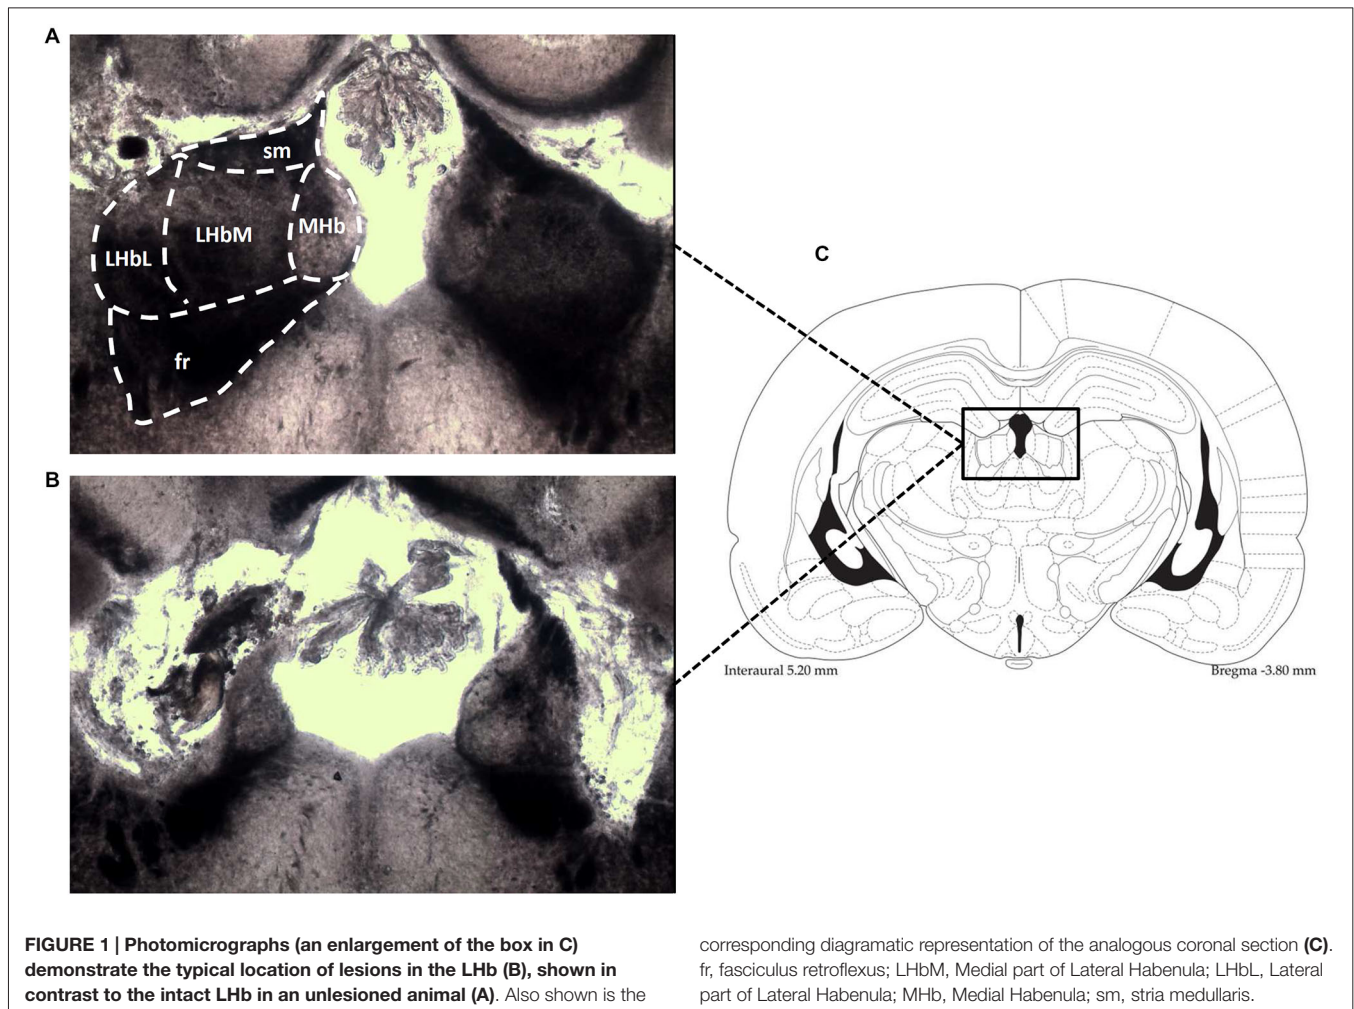 A
sm
MHb
LHbM
LHbL
fr
B
C
Interaural 5.20 mm
Bregma -3.80 mm
FIGURE 1 | Photomicrographs (an enlargement of the box in C)
demonstrate the typical location of lesions in the LHb (B), shown in
contrast to the intact LHb in an unlesioned animal (A). Also shown is the
corresponding diagramatic representation of the analogous coronal section (C).
fr, fasciculus retroflexus; LHbM, Medial part of Lateral Habenula; LHbL, Lateral
part of Lateral Habenula; MHb, Medial Habenula; sm, stria medullaris.